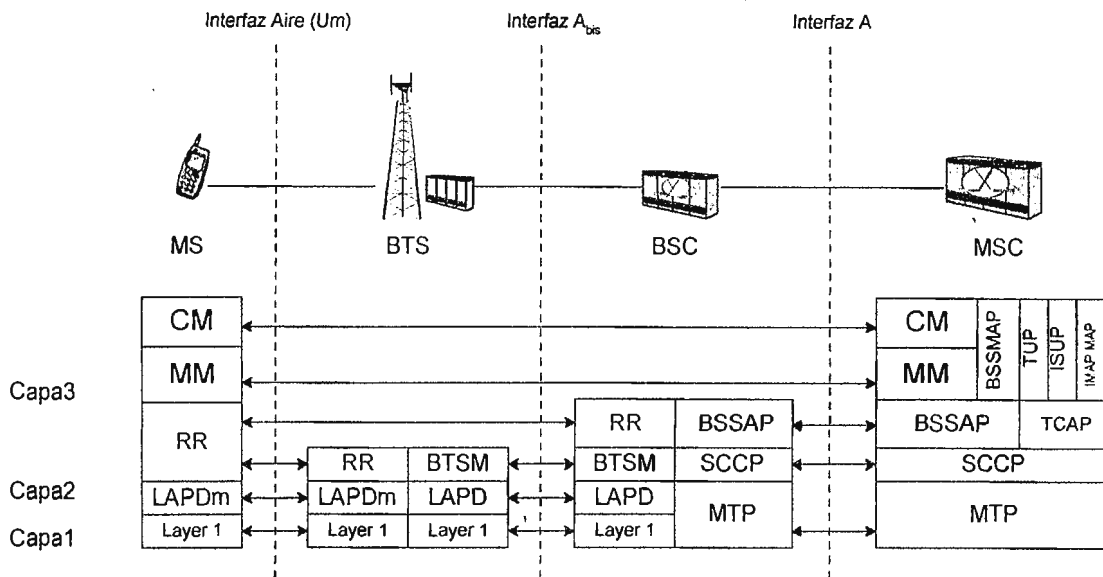 Interfaz Aire (Um) Interfaz A_bis Interfaz A
MS BTS BSC MSC
CM CM BSSMAP TUP ISUP IMAP MAP
MM MM
Capa3
RR RR BSSAP BSSAP TCAP
RR BTSM BTSM SCCP SCCP
Capa2 LAPDm LAPDm LAPD LAPD MTP MTP
Capa1 Layer 1 Layer 1 Layer 1 Layer 1